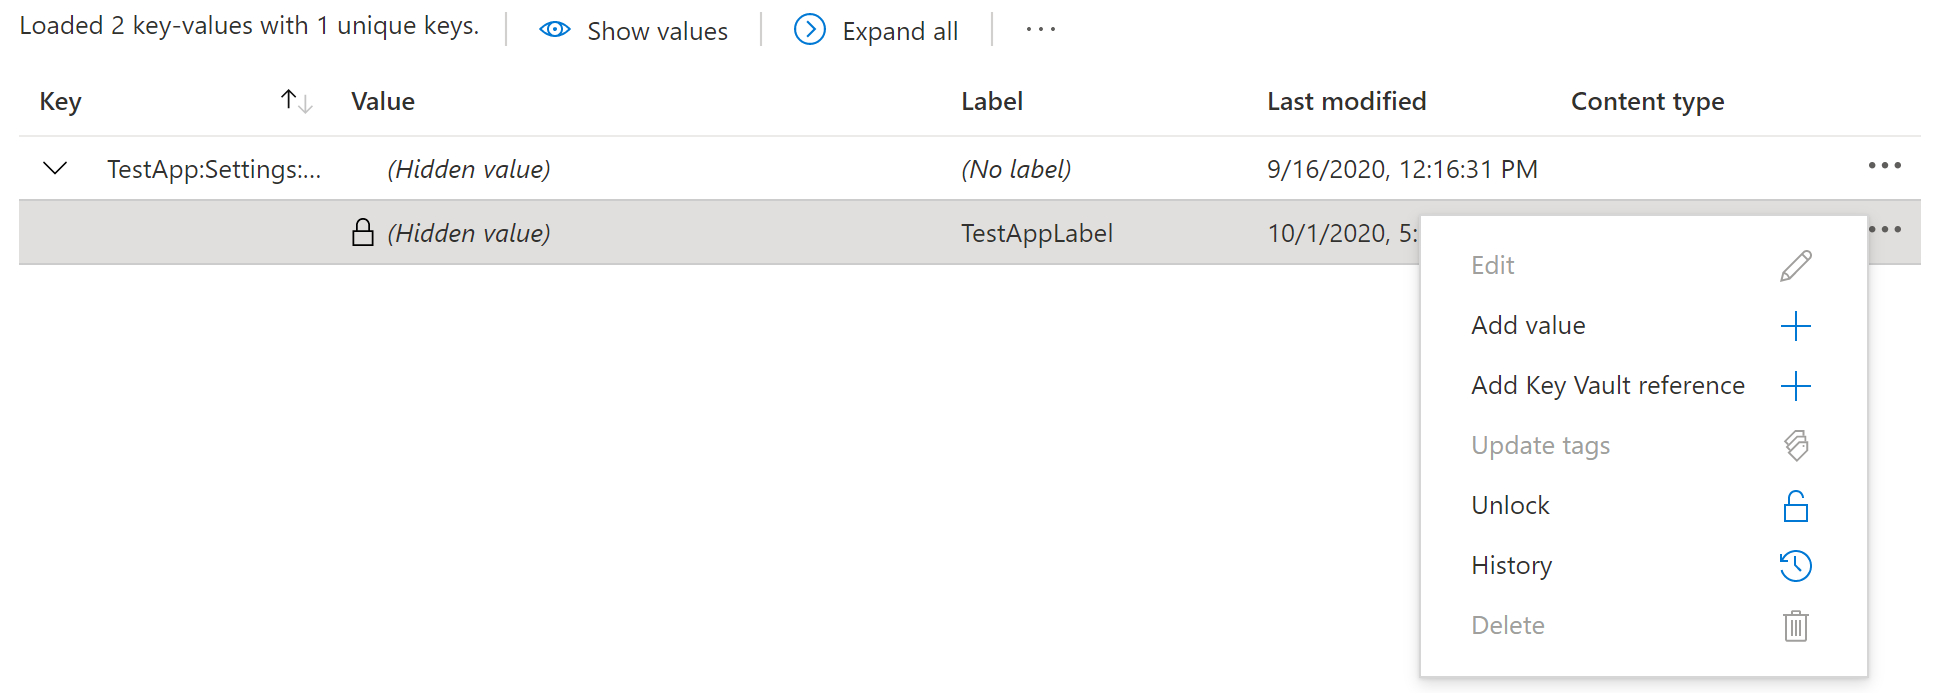 Loaded 2 key-values with 1 unique keys. Show values Expand all ...
Key Value Label Last modified Content type
TestApp:Settings:... (Hidden value) (No label) 9/16/2020, 12:16:31 PM
(Hidden value) TestAppLabel 10/1/2020, 5:
Edit
Add value
Add Key Vault reference
Update tags
Unlock
History
Delete